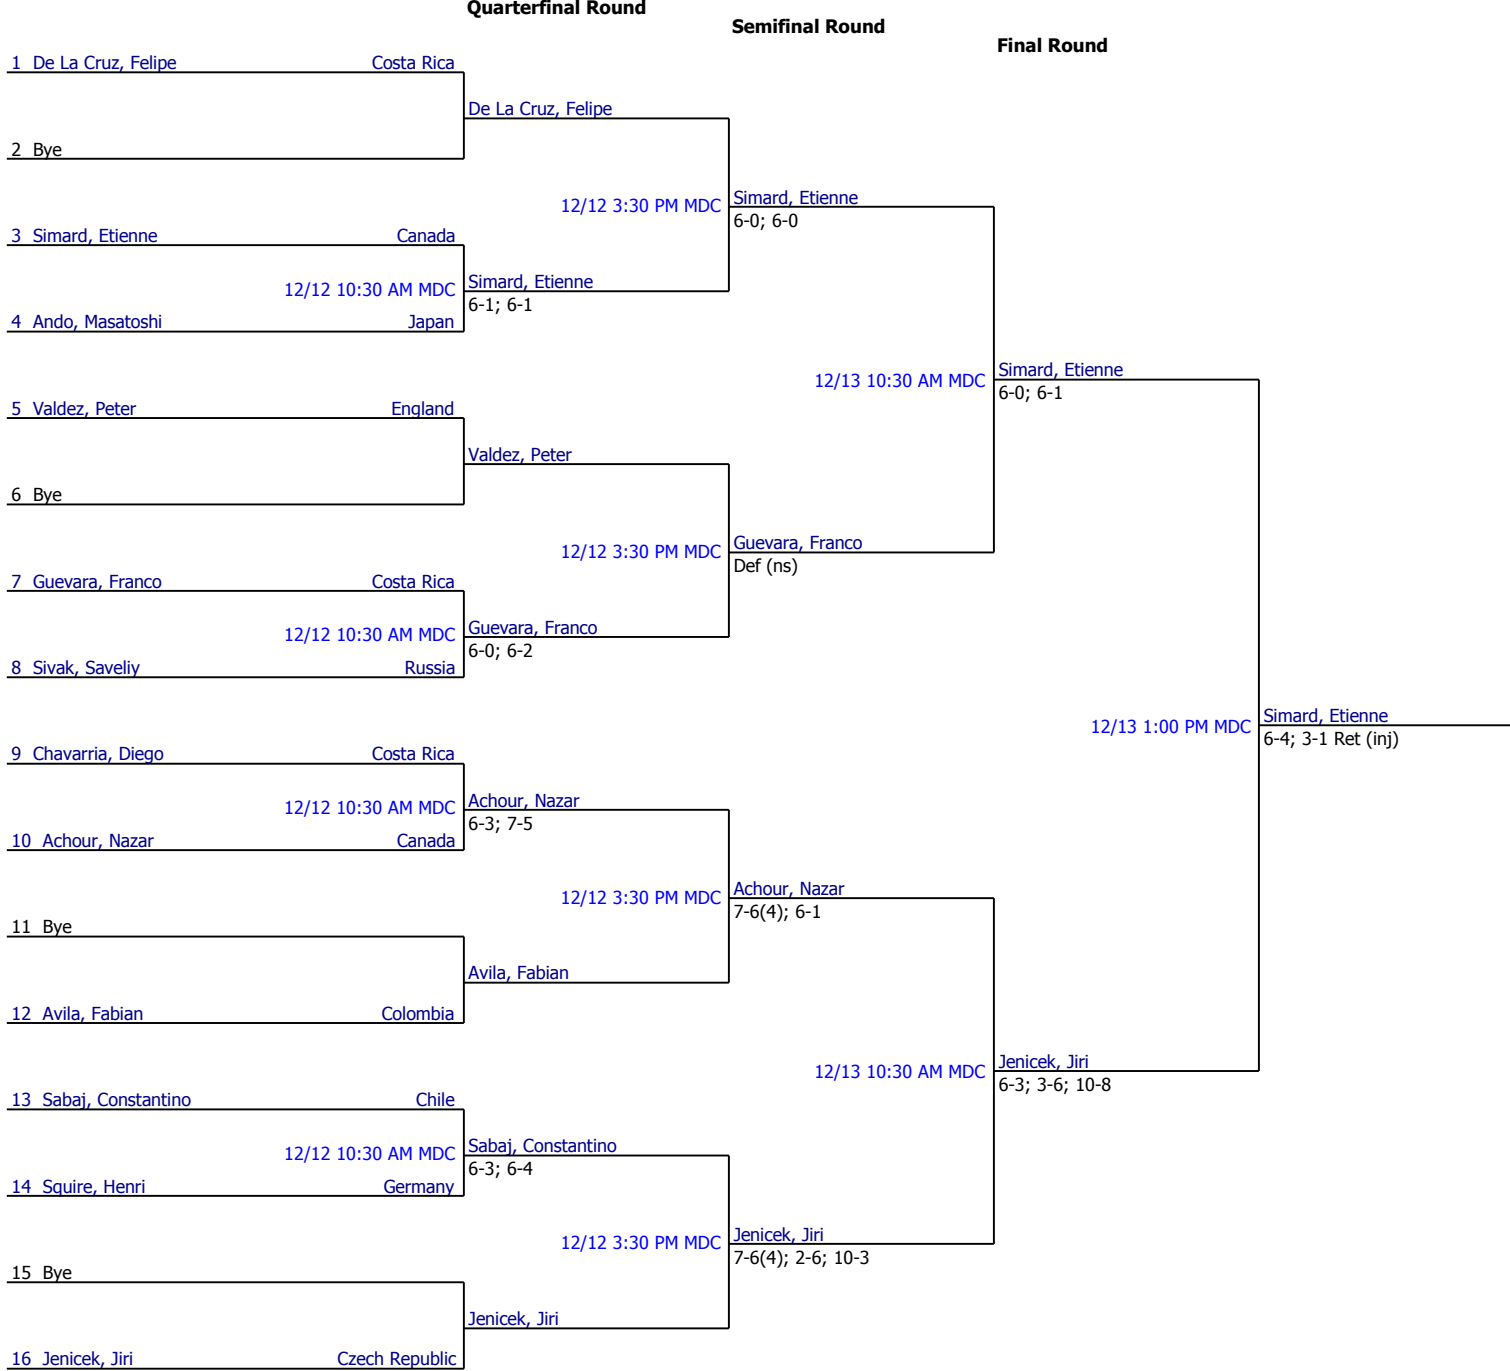 Quarterfinal Round
Semifinal Round
Final Round
1 De La Cruz, Felipe Costa Rica
De La Cruz, Felipe
2 Bye
12/12 3:30 PM MDC Simard, Etienne
6-0; 6-0
3 Simard, Etienne Canada
12/12 10:30 AM MDC Simard, Etienne
6-1; 6-1
4 Ando, Masatoshi Japan
12/13 10:30 AM MDC Simard, Etienne
6-0; 6-1
5 Valdez, Peter England
Valdez, Peter
6 Bye
12/12 3:30 PM MDC Guevara, Franco
Def (ns)
7 Guevara, Franco Costa Rica
12/12 10:30 AM MDC Guevara, Franco
6-0; 6-2
8 Sivak, Saveliy Russia
12/13 1:00 PM MDC Simard, Etienne
6-4; 3-1 Ret (inj)
9 Chavarria, Diego Costa Rica
12/12 10:30 AM MDC Achour, Nazar
6-3; 7-5
10 Achour, Nazar Canada
12/12 3:30 PM MDC Achour, Nazar
7-6(4); 6-1
11 Bye
Avila, Fabian
12 Avila, Fabian Colombia
12/13 10:30 AM MDC Jenicek, Jiri
6-3; 3-6; 10-8
13 Sabaj, Constantino Chile
12/12 10:30 AM MDC Sabaj, Constantino
6-3; 6-4
14 Squire, Henri Germany
12/12 3:30 PM MDC Jenicek, Jiri
7-6(4); 2-6; 10-3
15 Bye
Jenicek, Jiri
16 Jenicek, Jiri Czech Republic